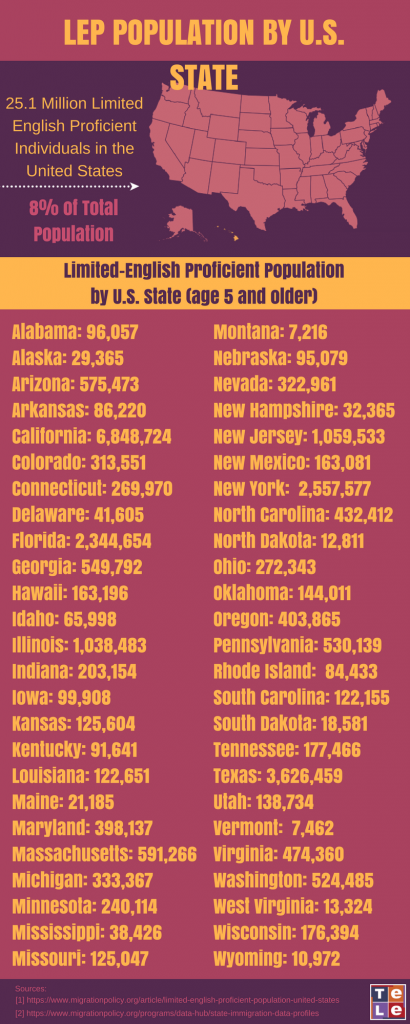 LEP POPULATION BY U.S.
STATE
25.1 Million Limited
English Proficient
Individuals in the
United States
8% of Total
Population
Limited-English Proficient Population
by U.S. State (age 5 and older)
Alabama: 96,057
Alaska: 29,365
Arizona: 575,473
Arkansas: 86,220
California: 6,848,724
Colorado: 313,551
Connecticut: 269,970
Delaware: 41,605
Florida: 2,344,654
Georgia: 549,792
Hawaii: 163,196
Idaho: 65,998
Illinois: 1,038,483
Indiana: 203,154
Iowa: 99,908
Kansas: 125,604
Kentucky: 91,641
Louisiana: 122,651
Maine: 21,185
Maryland: 398,137
Massachusetts: 591,266
Michigan: 333,367
Minnesota: 240,114
Mississippi: 38,426
Missouri: 125,047
Montana: 7,216
Nebraska: 95,079
Nevada: 322,961
New Hampshire: 32,365
New Jersey: 1,059,533
New Mexico: 163,081
New York: 2,557,577
North Carolina: 432,412
North Dakota: 12,811
Ohio: 272,343
Oklahoma: 144,011
Oregon: 403,865
Pennsylvania: 530,139
Rhode Island: 84,433
South Carolina: 122,155
South Dakota: 18,581
Tennessee: 177,466
Texas: 3,626,459
Utah: 138,734
Vermont: 7,462
Virginia: 474,360
Washington: 524,485
West Virginia: 13,324
Wisconsin: 176,394
Wyoming: 10,972
Sources:
[1] https://www.migrationpolicy.org/article/limited-english-proficient-population-united-states
[2] https://www.migrationpolicy.org/programs/data-hub/state-immigration-data-profiles
Te
Le